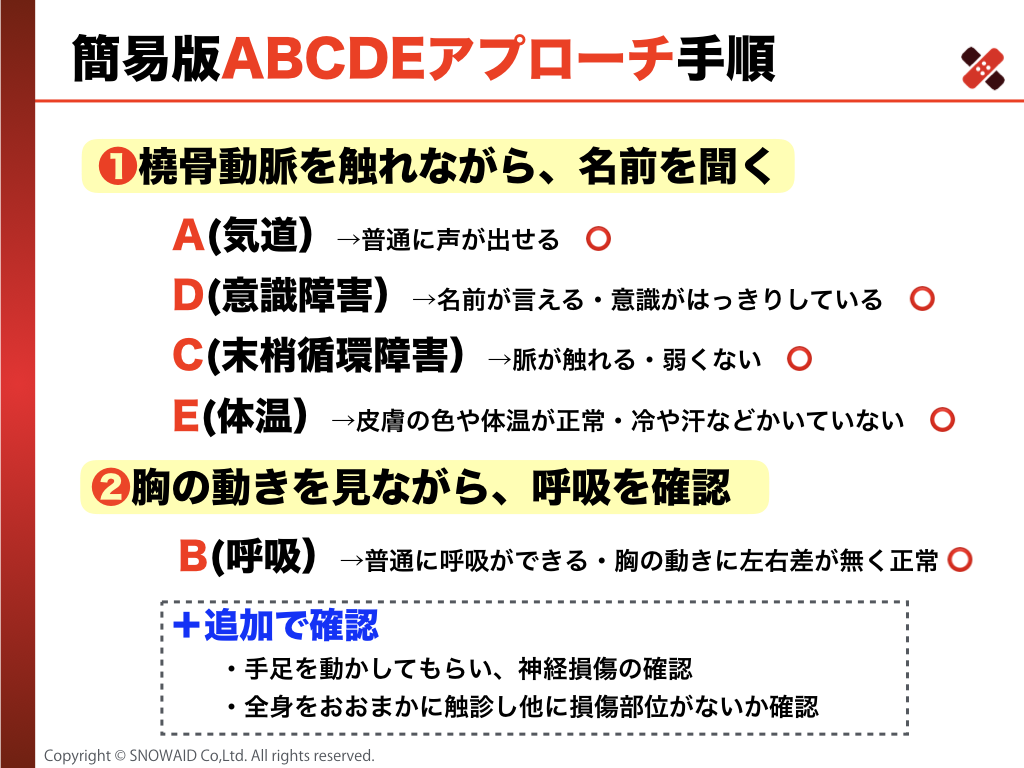 簡易版ABCDEアプローチ手順
❶橈骨動脈を触れながら、名前を聞く
A(気道） →普通に声が出せる ⭕
D(意識障害） →名前が言える・意識がはっきりしている ⭕
C(末梢循環障害） →脈が触れる・弱くない ⭕
E(体温） →皮膚の色や体温が正常・冷や汗などかいていない ⭕
❷胸の動きを見ながら、呼吸を確認
B(呼吸） →普通に呼吸ができる・胸の動きに左右差が無く正常 ⭕
＋追加で確認
・手足を動かしてもらい、神経損傷の確認
・全身をおおまかに触診し他に損傷部位がないか確認
Copyright © SNOWAID Co,Ltd. All rights reserved.